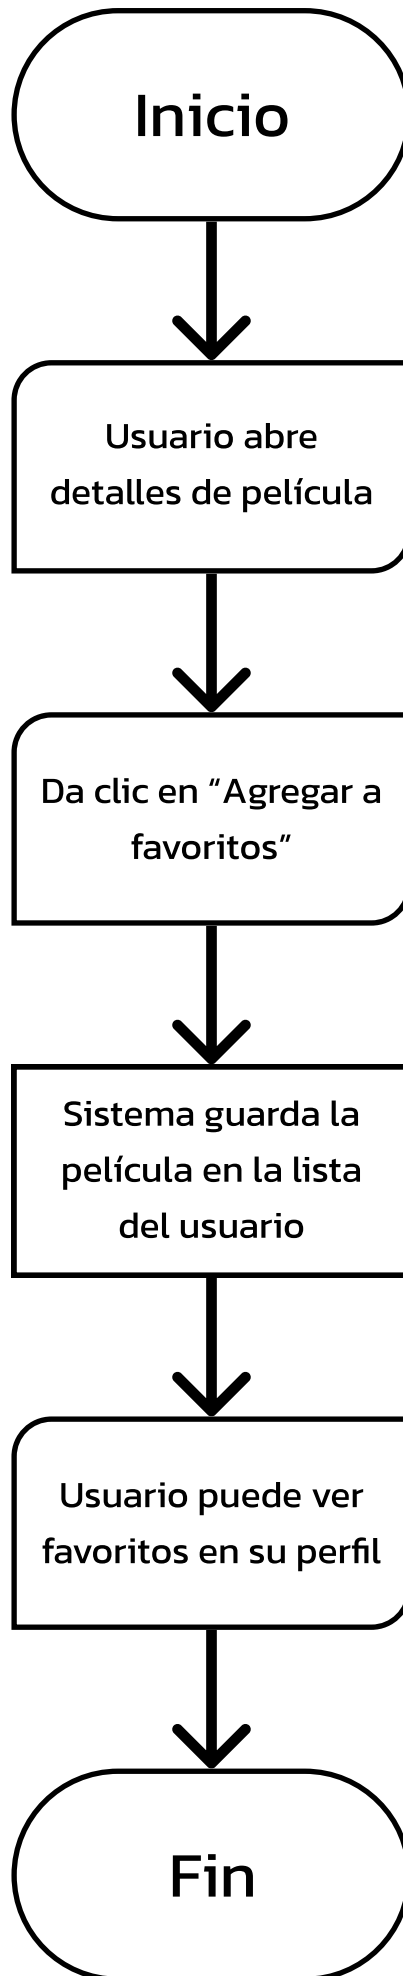 Inicio
Usuario abre
detalles de película
Da clic en “Agregar a
favoritos”
Sistema guarda la
película en la lista
del usuario
Usuario puede ver
favoritos en su perfil
Fin